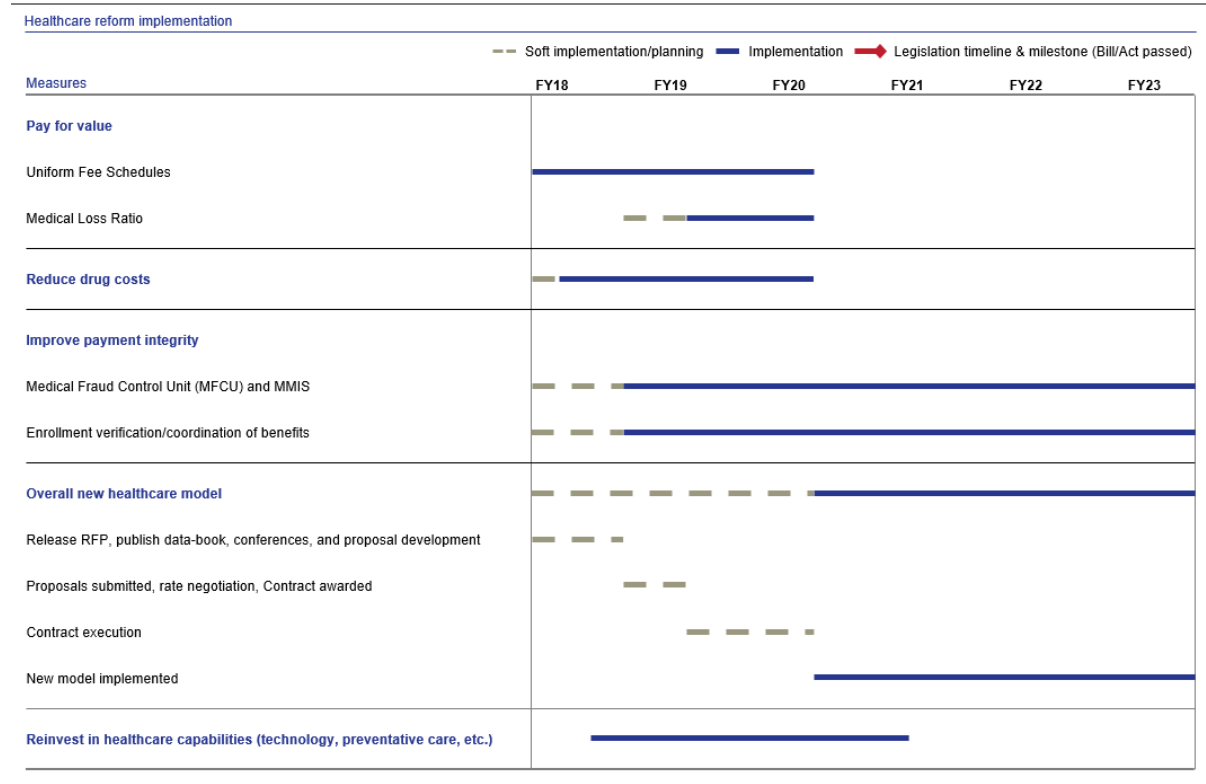 Healthcare reform implementation
Soft implementation/planning Implementation Legislation timeline & milestone (Bill/Act passed)
Measures FY18 FY19 FY20 FY21 FY22 FY23
Pay for value
Uniform Fee Schedules
Medical Loss Ratio
Reduce drug costs
Improve payment integrity
Medical Fraud Control Unit (MFCU) and MMIS
Enrollment verification/coordination of benefits
Overall new healthcare model
Release RFP, publish data-book, conferences, and proposal development
Proposals submitted, rate negotiation, Contract awarded
Contract execution
New model implemented
Reinvest in healthcare capabilities (technology, preventative care, etc.)